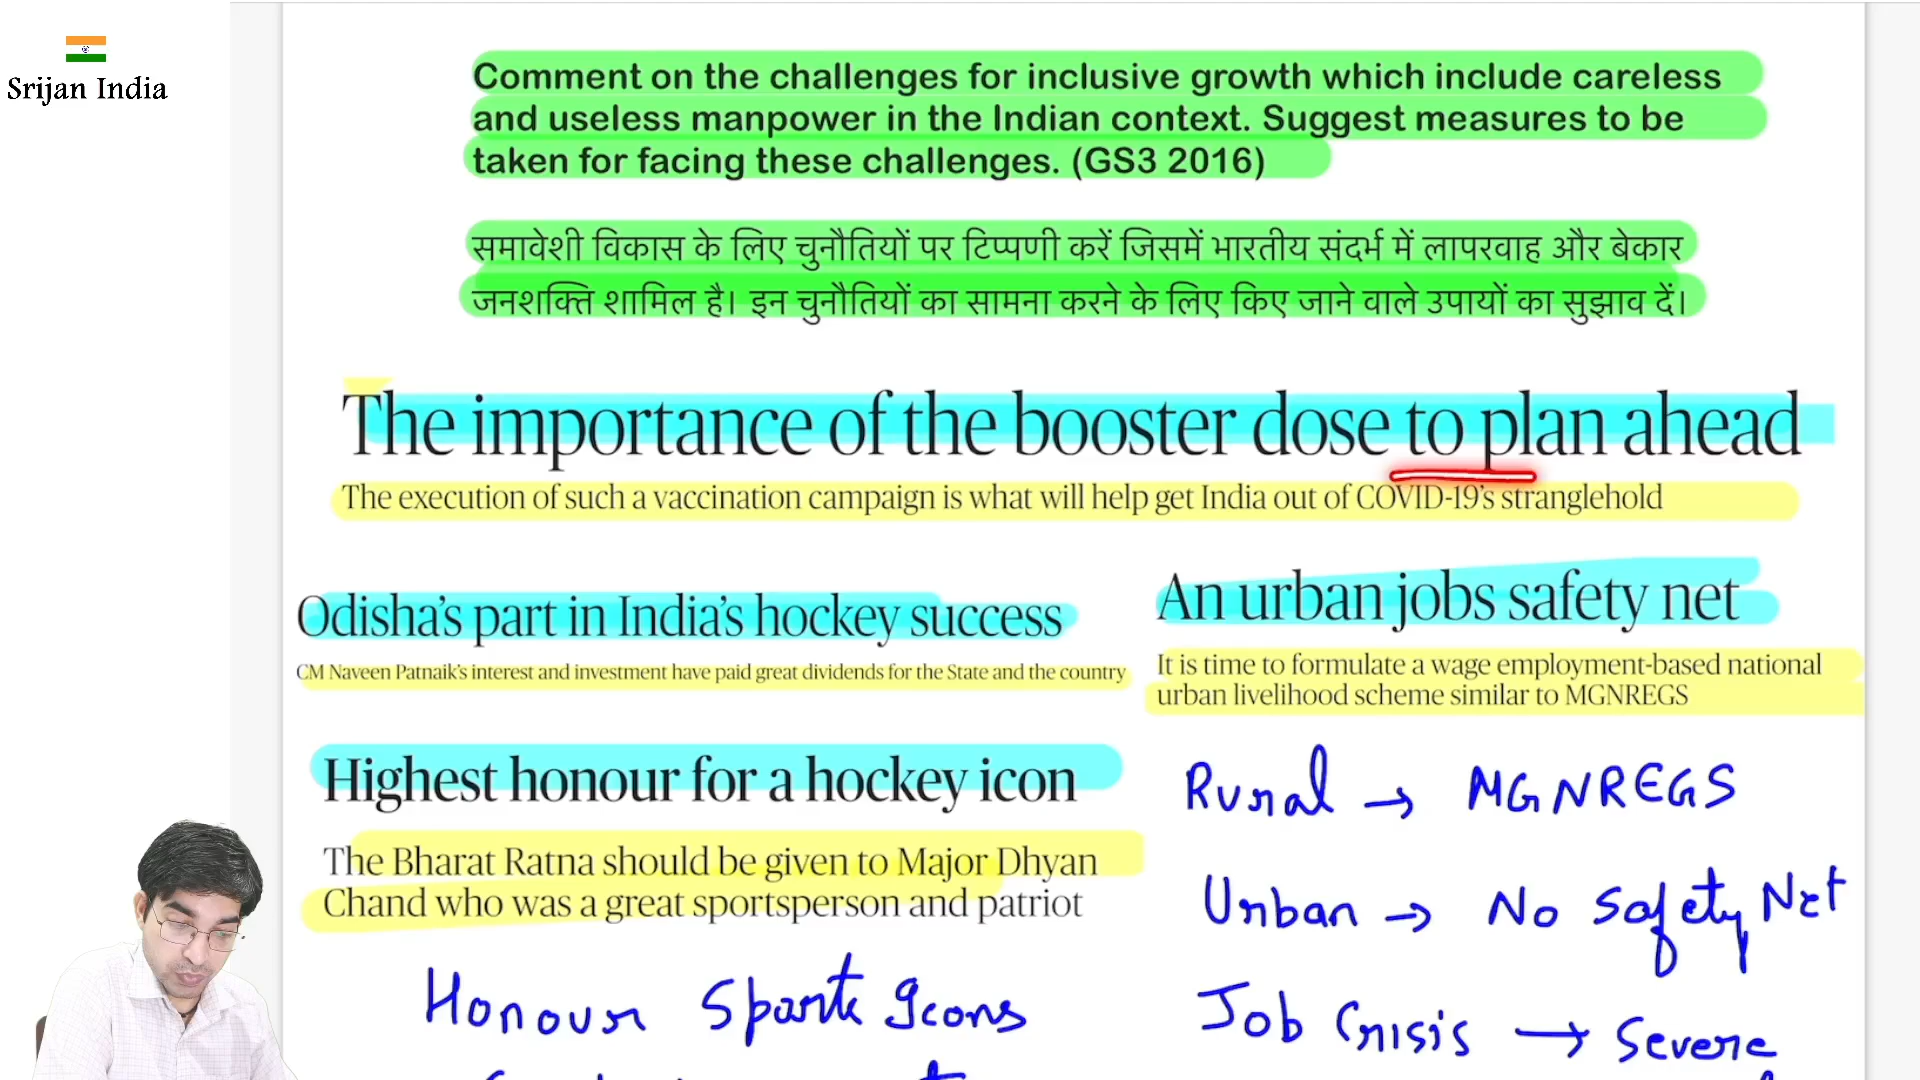 Srijan India
Comment on the challenges for inclusive growth which include careless
and useless manpower in the Indian context. Suggest measures to be
taken for facing these challenges. (GS3 2016)
समावेशी विकास के लिए चुनौतियों पर टिप्पणी करें जिसमें भारतीय संदर्भ में लापरवाह और बेकार
जनशक्ति शामिल है। इन चुनौतियों का सामना करने के लिए किए जाने वाले उपायों का सुझाव दें।
The importance of the booster dose to plan ahead
The execution of such a vaccination campaign is what will help get India out of COVID-19's stranglehold
Odisha's part in India's hockey success
CM Naveen Patnaik's interest and investment have paid great dividends for the State and the country
Highest honour for a hockey icon
The Bharat Ratna should be given to Major Dhyan
Chand who was a great sportsperson and patriot
Honour Sports Icons
An urban jobs safety net
It is time to formulate a wage employment-based national
urban livelihood scheme similar to MGNREGS
Rural → MGNREGS
Urban → No Safety Net
Job Crisis → Severe